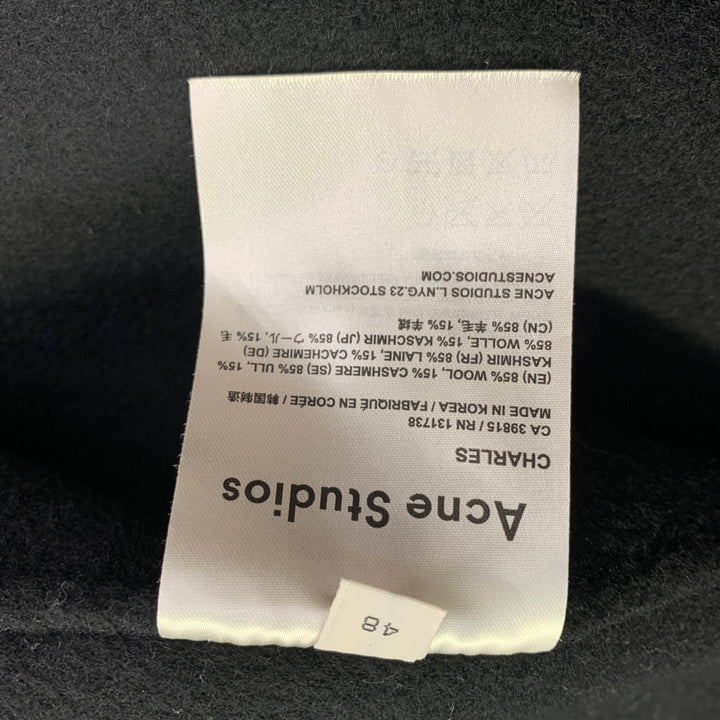 48
Acne Studios
CHARLES
CA 39815 / RN 131738
MADE IN KOREA / FABRIQUÉ EN CORÉE / 韩国制造
(EN) 85% WOOL, 15% CASHMERE (SE) 85% ULL, 15%
KASHMIR (FR) 85% LAINE, 15% CACHEMIRE (DE)
85% WOLLE, 15% KASCHMIR (JP) 85% ウール, 15% 毛
(CN) 85% 羊毛, 15% 羊绒
ACNE STUDIOS L.NYG.23 STOCKHOLM
ACNESTUDIOS.COM